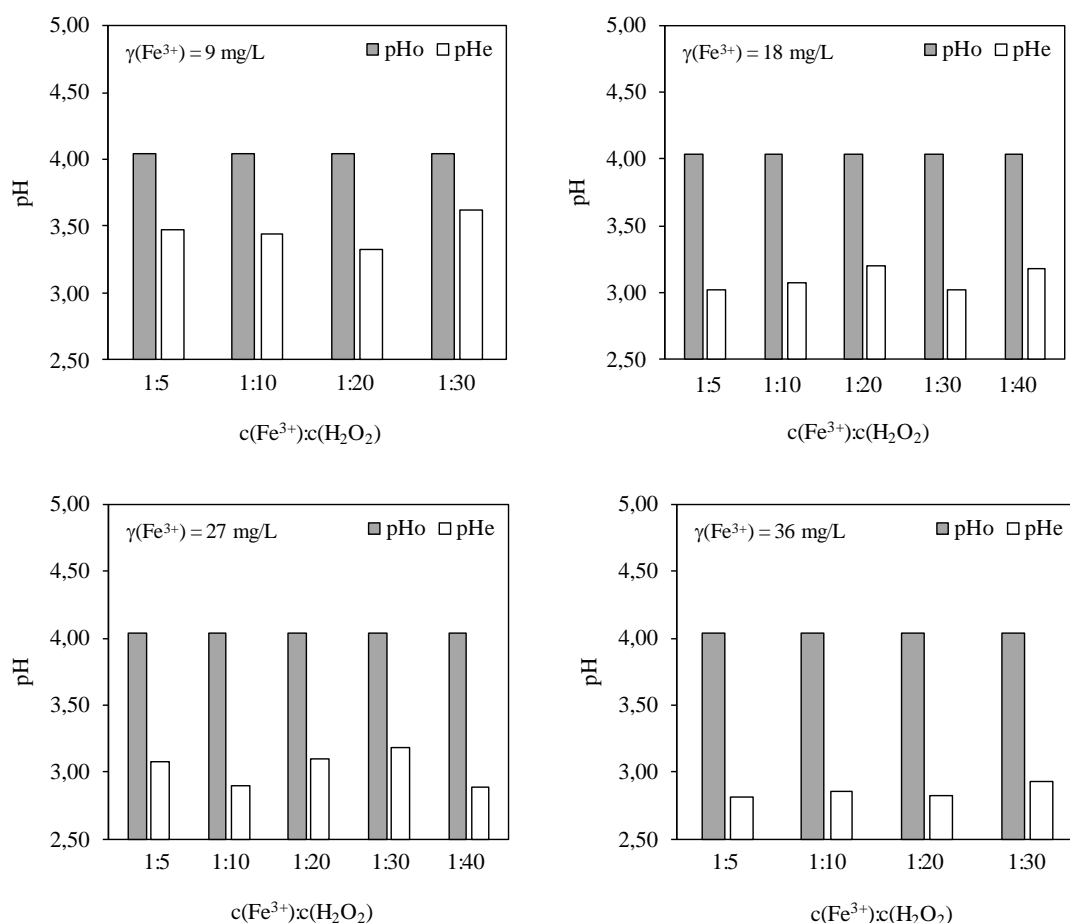 5,00
γ(Fe³⁺) = 9 mg/L pHo pHe
4,50
4,00
pH
3,50
3,00
2,50
1:5 1:10 1:20 1:30
c(Fe³⁺):c(H₂O₂)
5,00
γ(Fe³⁺) = 18 mg/L pHo pHe
4,50
4,00
pH
3,50
3,00
2,50
1:5 1:10 1:20 1:30 1:40
c(Fe³⁺):c(H₂O₂)
5,00
γ(Fe³⁺) = 27 mg/L pHo pHe
4,50
4,00
pH
3,50
3,00
2,50
1:5 1:10 1:20 1:30 1:40
c(Fe³⁺):c(H₂O₂)
5,00
γ(Fe³⁺) = 36 mg/L pHo pHe
4,50
4,00
pH
3,50
3,00
2,50
1:5 1:10 1:20 1:30
c(Fe³⁺):c(H₂O₂)